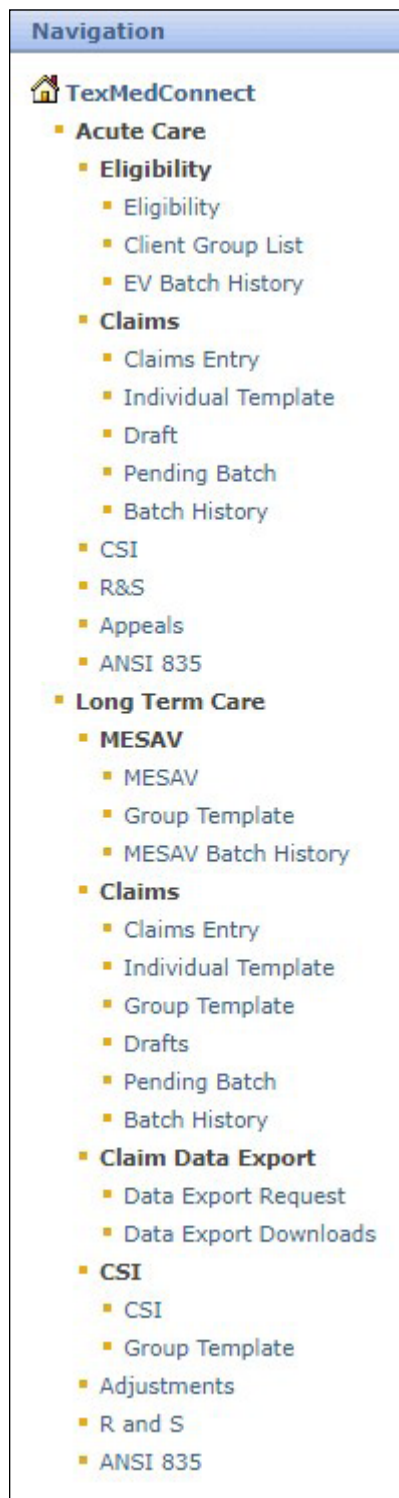 Navigation
TexMedConnect
Acute Care
Eligibility
Eligibility
Client Group List
EV Batch History
Claims
Claims Entry
Individual Template
Draft
Pending Batch
Batch History
CSI
R&S
Appeals
ANSI 835
Long Term Care
MESAV
MESAV
Group Template
MESAV Batch History
Claims
Claims Entry
Individual Template
Group Template
Drafts
Pending Batch
Batch History
Claim Data Export
Data Export Request
Data Export Downloads
CSI
CSI
Group Template
Adjustments
R and S
ANSI 835